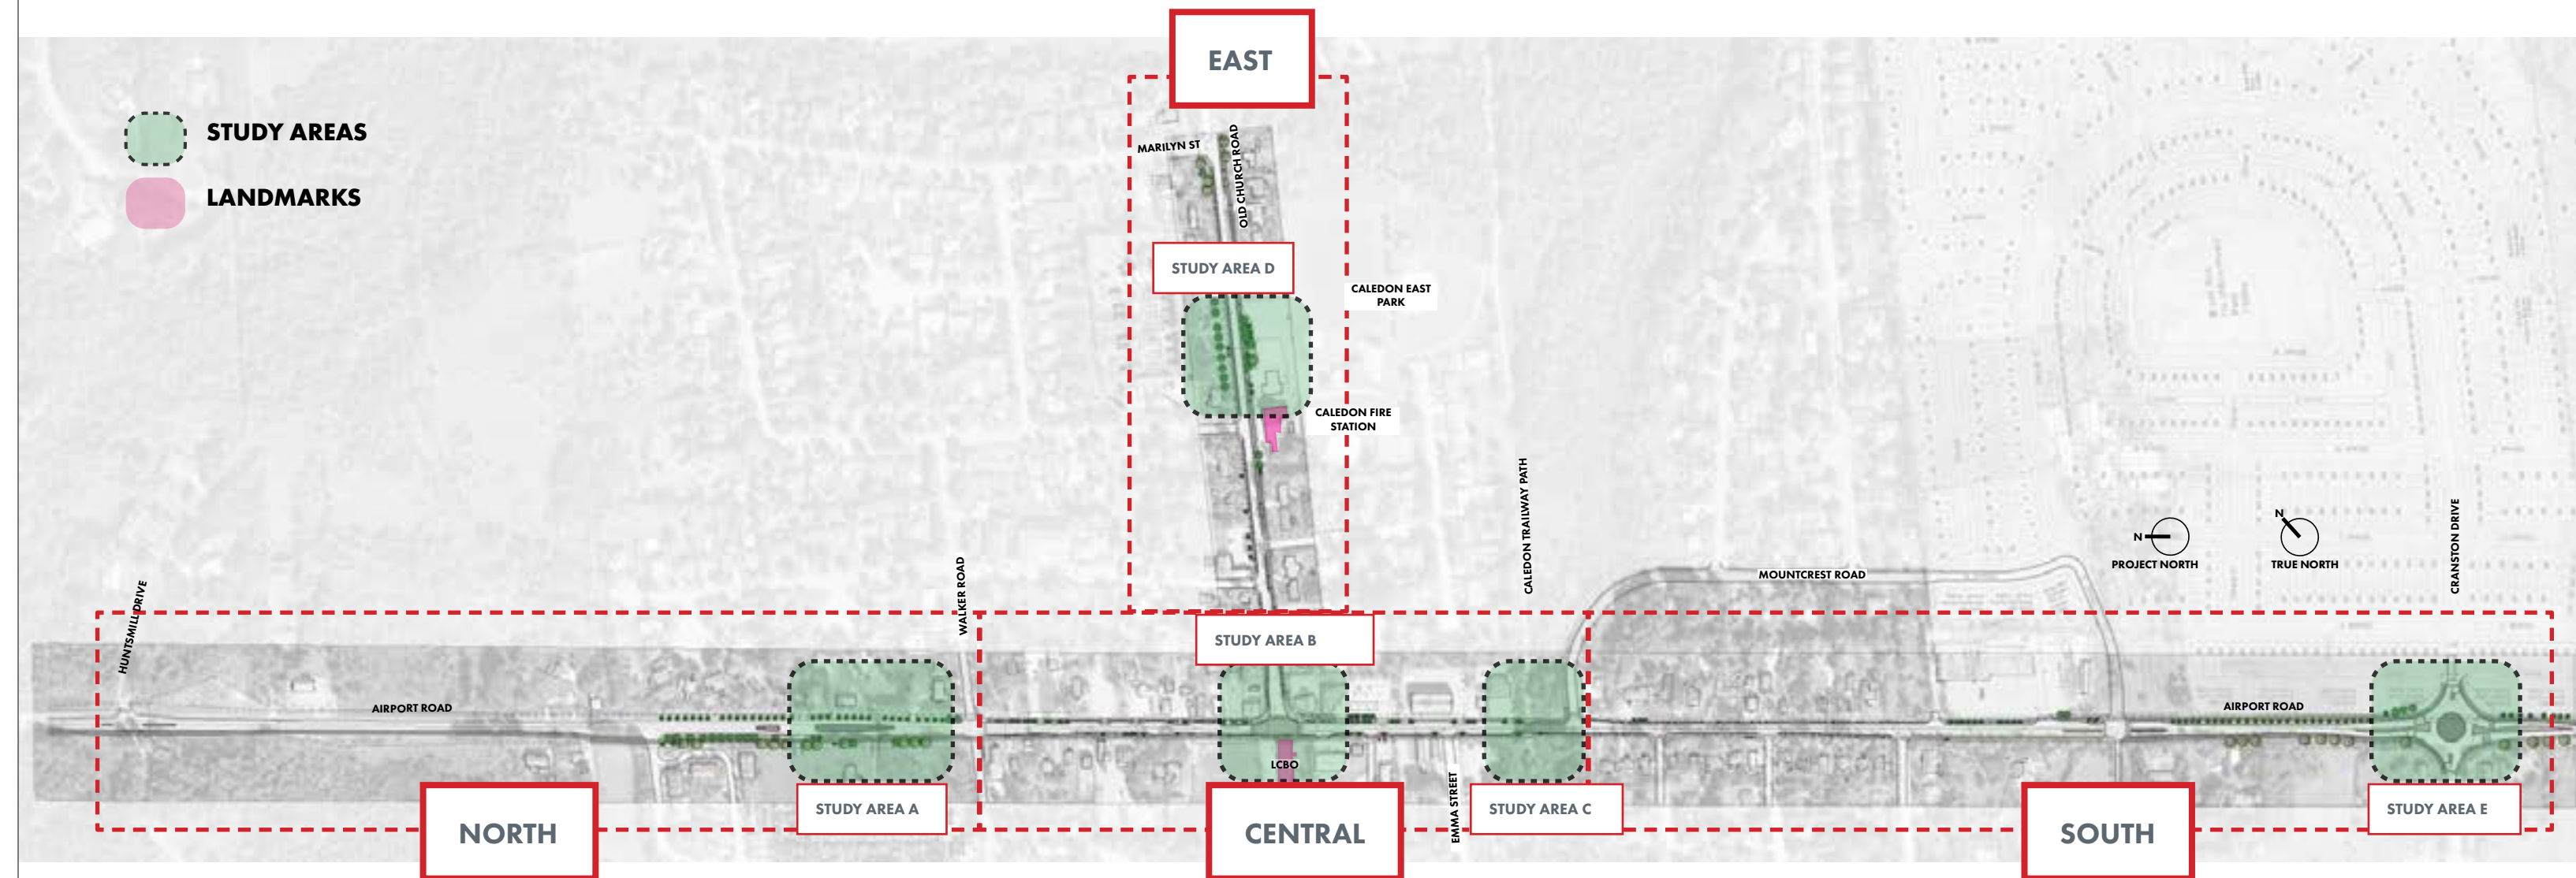 EAST
STUDY AREAS
LANDMARKS
MARILYN ST
OLD CHURCH ROAD
STUDY AREA D
CALEDON EAST
PARK
CALEDON FIRE
STATION
CALEDON TRAILWAY PATH
CRANSTON DRIVE
N
N
PROJECT NORTH
TRUE NORTH
WALKER ROAD
MOUNTCREST ROAD
HUNTSMILL DRIVE
STUDY AREA B
AIRPORT ROAD
AIRPORT ROAD
LCBO
EMMA STREET
STUDY AREA A
STUDY AREA C
STUDY AREA E
NORTH
CENTRAL
SOUTH